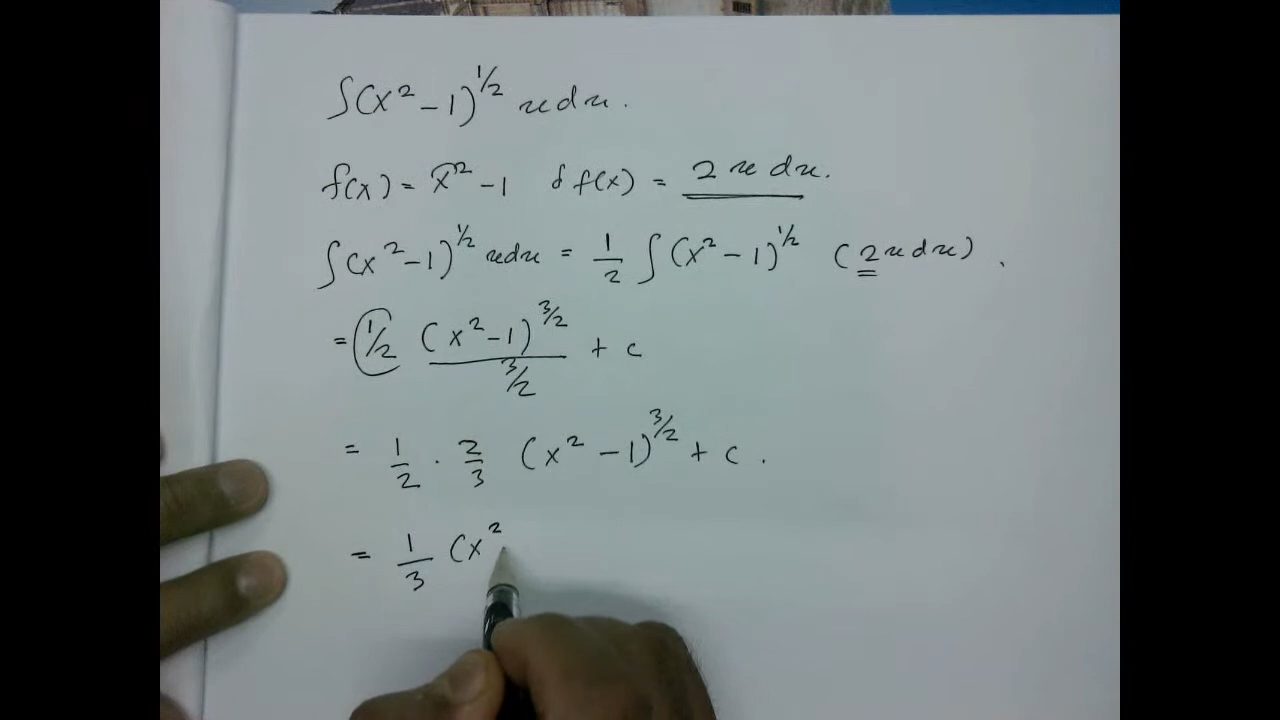 ∫(x² – 1)^1/2 x dx.
f(x) = x² – 1 d f(x) = 2 x dx.
∫(x² – 1)^1/2 x dx = 1/2 ∫ (x² – 1)^1/2 (2 x dx).
= 1/2 (x² – 1)^3/2 / 3/2 + c
= 1/2 · 2/3 (x² – 1)^3/2 + c.
= 1/3 (x²